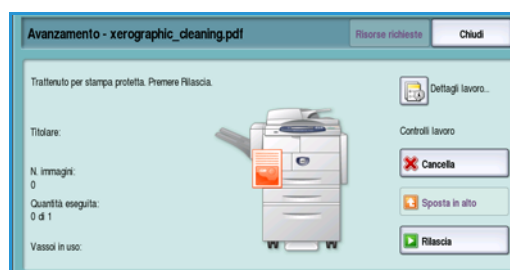 Avanzamento - xerographic_cleaning.pdf
Risorse richieste
Chiudi
Trattenuto per stampa protetta. Premere Rilascia.
Dettagli lavoro...
Titolare:
Controlli lavoro
N. immagini:
0
Cancella
Quantità eseguita:
0 di 1
Sposta in alto
Vassoi in uso:
Rilascia